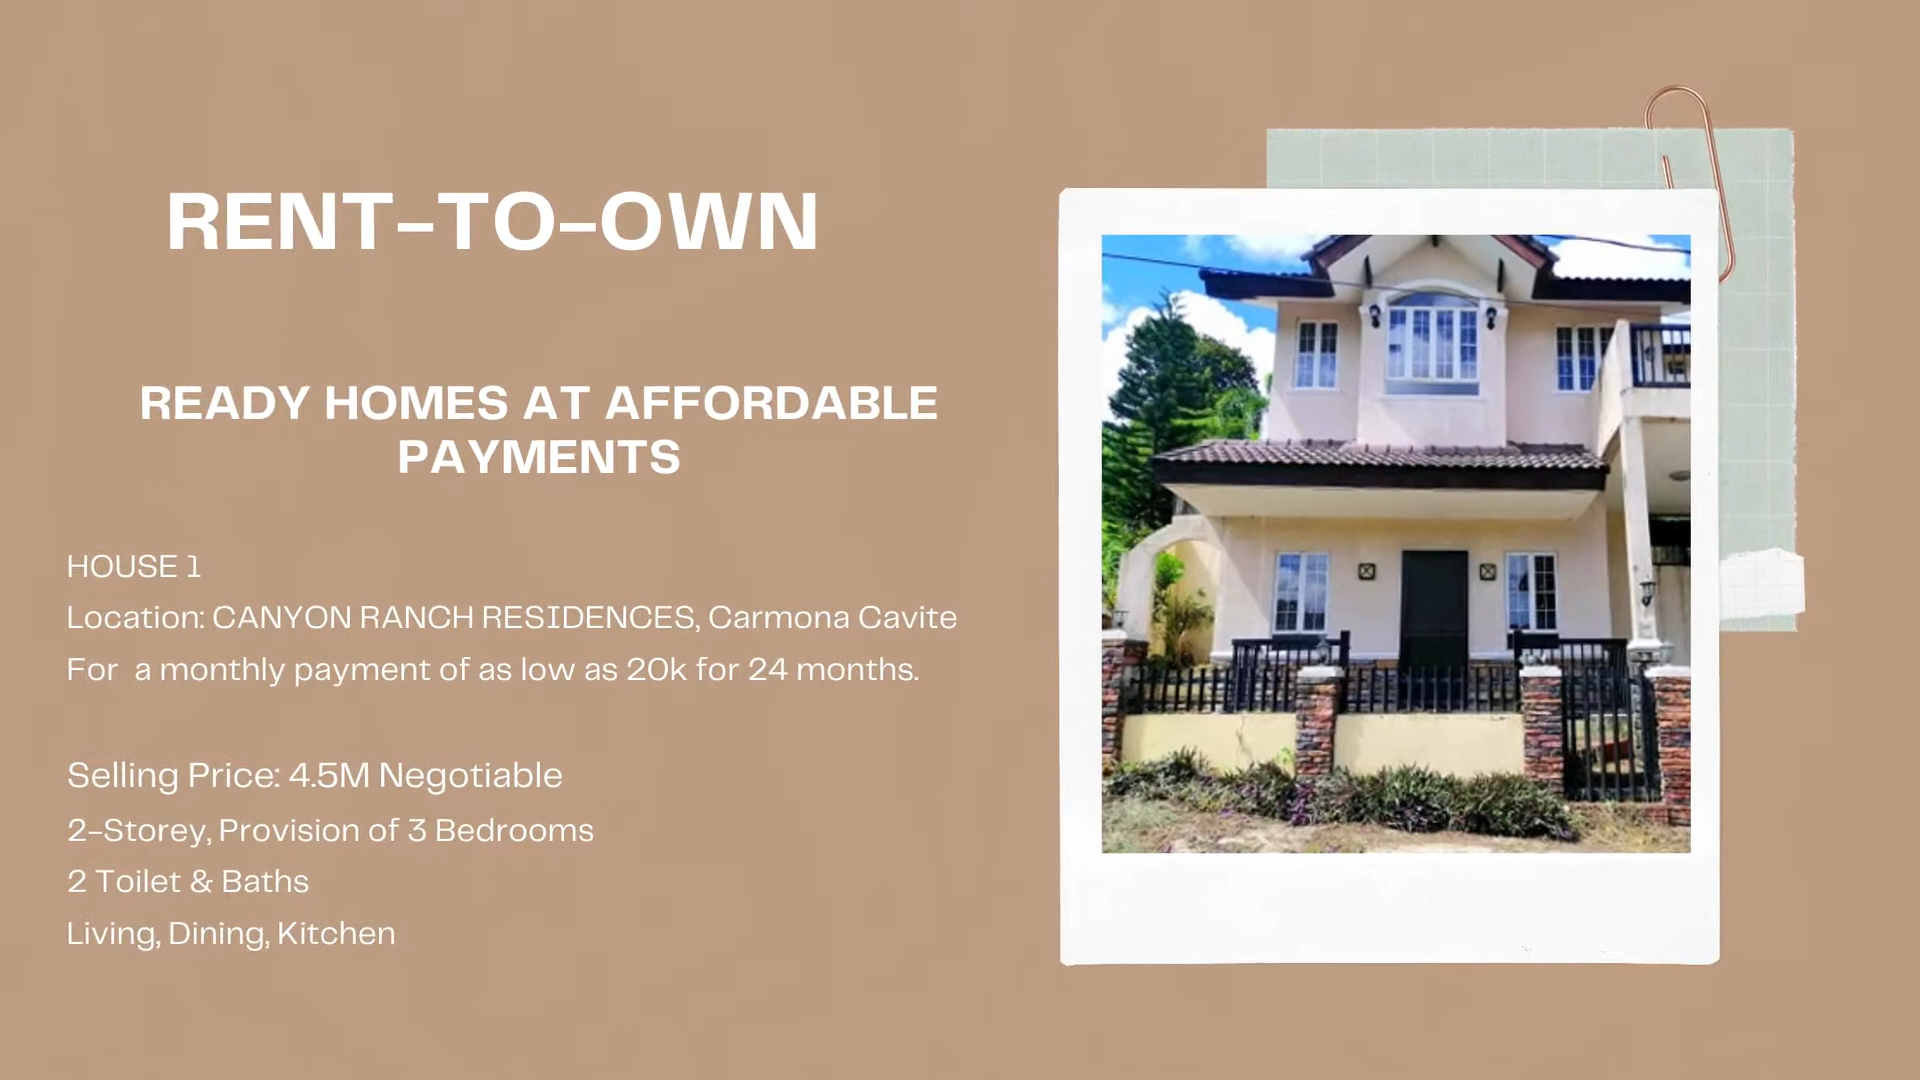 RENT-TO-OWN
READY HOMES AT AFFORDABLE
PAYMENTS
HOUSE 1
Location: CANYON RANCH RESIDENCES, Carmona Cavite
For  a monthly payment of as low as 20k for 24 months.
Selling Price: 4.5M Negotiable
2-Storey, Provision of 3 Bedrooms
2 Toilet & Baths
Living, Dining, Kitchen